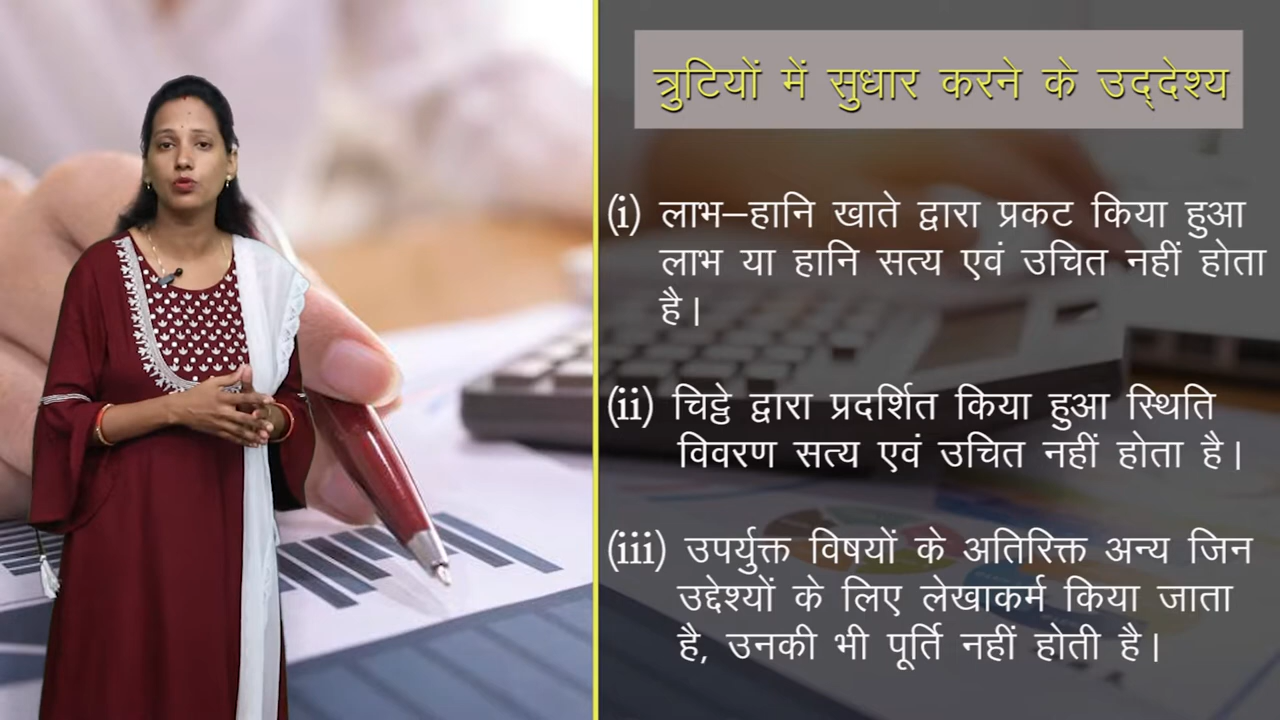 त्रुटियों में सुधार करने के उद्‌देश्य
(i) लाभ–हानि खाते द्वारा प्रकट किया हुआ
लाभ या हानि सत्य एवं उचित नहीं होता
है।
(ii) चिट्ठे द्वारा प्रदर्शित किया हुआ स्थिति
विवरण सत्य एवं उचित नहीं होता है।
(iii) उपर्युक्त विषयों के अतिरिक्त अन्य जिन
उद्देश्यों के लिए लेखाकर्म किया जाता
है, उनकी भी पूर्ति नहीं होती है।